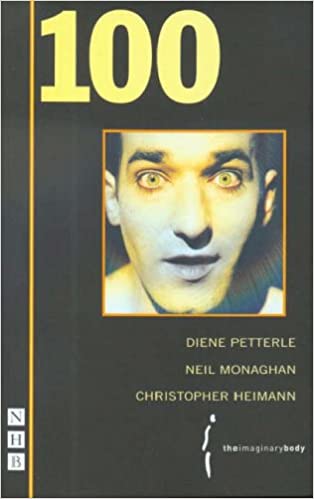 100
DIENE PETTERLE
NEIL MONAGHAN
CHRISTOPHER HEIMANN
theimaginarybody
NHB